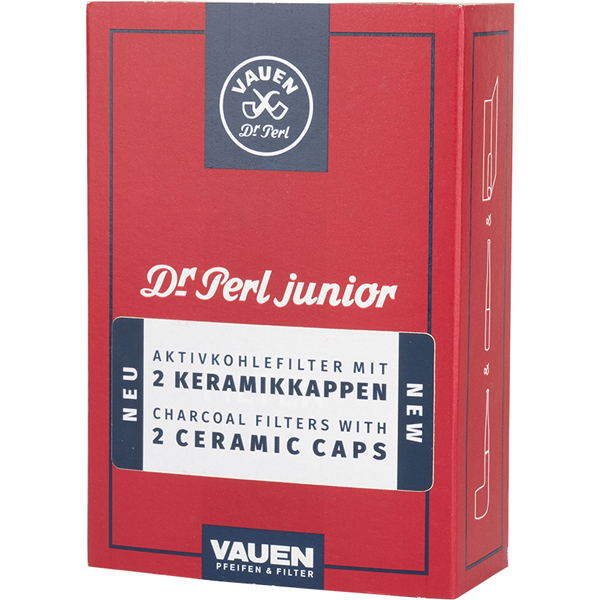 VAUEN
Dr Perl
Dr Perl junior
NEU
AKTIVKOHLEFILTER MIT
2 KERAMIKKAPPEN
CHARCOAL FILTERS WITH
2 CERAMIC CAPS
NEW
VAUEN
PFEIFEN & FILTER
&
&